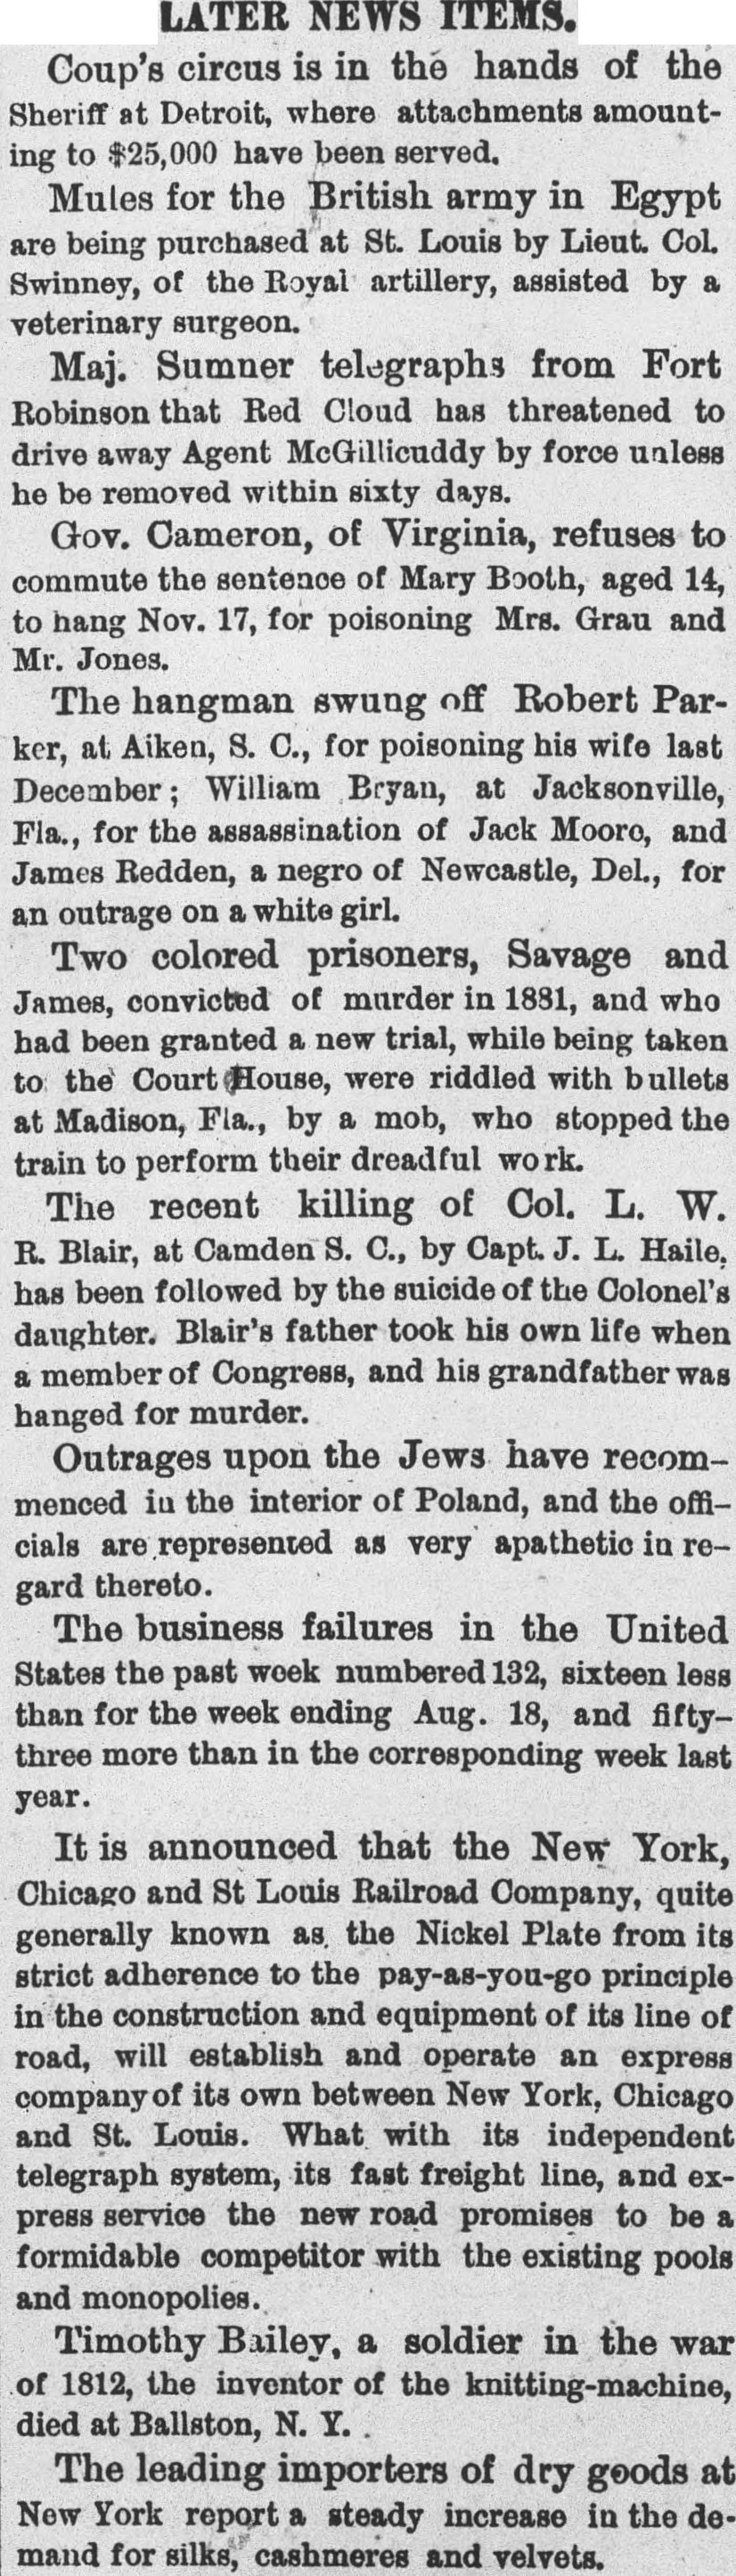 LATER NEWS ITEMS.
Coup's circus is in the hands of the
Sheriff at Detroit, where attachments amount-
ing to $25,000 have been served.
Mules for the British army in Egypt
are being purchased at St. Louis by Lieut. Col.
Swinney, of the Royal artillery, assisted by a
veterinary surgeon.
Maj. Sumner telegraphs from Fort
Robinson that Red Cloud has threatened to
drive away Agent McGillicuddy by force unless
he be removed within sixty days.
Gov. Cameron, of Virginia, refuses to
commute the sentence of Mary Booth, aged 14,
to hang Nov. 17, for poisoning Mrs. Grau and
Mr. Jones.
The hangman swung off Robert Par-
ker, at Aiken, S. C., for poisoning his wife last
December; William Bryan, at Jacksonville,
Fla., for the assassination of Jack Moore, and
James Redden, a negro of Newcastle, Del., for
an outrage on a white girl.
Two colored prisoners, Savage and
James, convicted of murder in 1881, and who
had been granted a new trial, while being taken
to the Court House, were riddled with bullets
at Madison, Fla., by a mob, who stopped the
train to perform their dreadful work.
The recent killing of Col. L. W.
R. Blair, at Camden S. C., by Capt. J. L. Haile,
has been followed by the suicide of the Colonel's
daughter. Blair's father took his own life when
a member of Congress, and his grandfather was
hanged for murder.
Outrages upon the Jews have recom-
menced in the interior of Poland, and the offi-
cials are represented as very apathetic in re-
gard thereto.
The business failures in the United
States the past week numbered 132, sixteen less
than for the week ending Aug. 18, and fifty-
three more than in the corresponding week last
year.
It is announced that the New York,
Chicago and St Louis Railroad Company, quite
generally known as the Nickel Plate from its
strict adherence to the pay-as-you-go principle
in the construction and equipment of its line of
road, will establish and operate an express
company of its own between New York, Chicago
and St. Louis. What with its independent
telegraph system, its fast freight line, and ex-
press service the new road promises to be a
formidable competitor with the existing pools
and monopolies.
Timothy Bailey, a soldier in the war
of 1812, the inventor of the knitting-machine,
died at Ballston, N. Y.
The leading importers of dry goods at
New York report a steady increase in the de-
mand for silks, cashmeres and velvets.